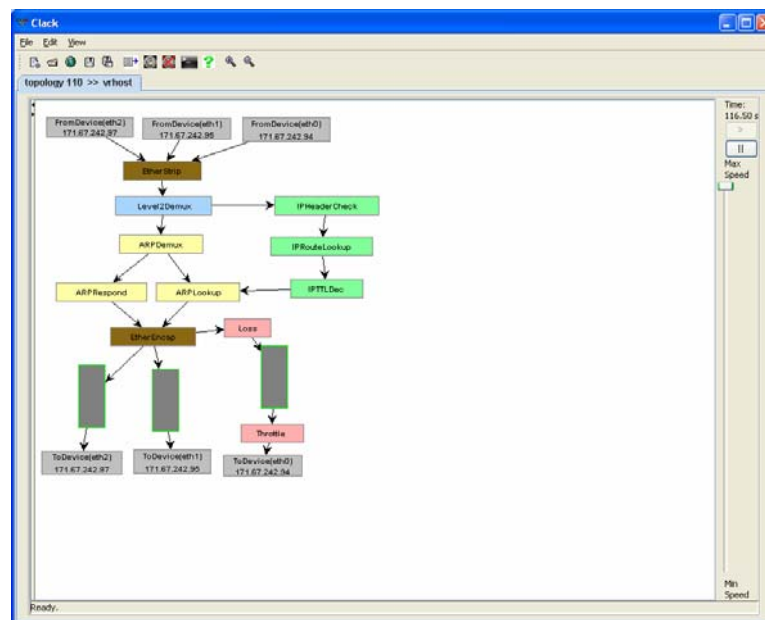 Clack
File Edit View
topology 110 >> vrhost
Time:
116.50 s
Max
Speed
FromDevice(eth2)
171.67.242.97
FromDevice(eth1)
171.67.242.95
FromDevice(eth0)
171.67.242.94
EtherStrip
Level2Demux
IPHeaderCheck
ARPDemux
IPRouteLookup
ARPRespond
ARPLookup
IPTTLDec
EtherEncap
Loss
Throttle
ToDevice(eth2)
171.67.242.97
ToDevice(eth1)
171.67.242.95
ToDevice(eth0)
171.67.242.94
Min
Speed
Ready.